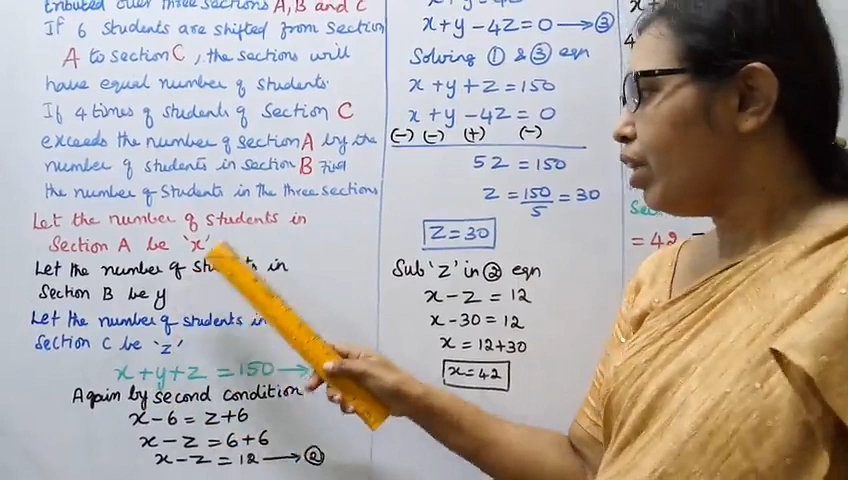 tributed over three sections A, B and C
If 6 students are shifted from section
A to section C, the sections will
have equal number of students.
If 4 times of students of section C
exceeds the number of section A by the
number of students in section B Find
the number of students in the three sections
Let the number of students in
Section A be 'x'
Let the number of in
Section B be y
Let the number of students in
Section C be 'z'
x+y+z = 150
Again by second condition
x-6 = z+6
x-z = 6+6
x-z = 12 → ②
x+y-4z=0 → ③
Solving ① & ③ eqn
x+y+z=150
x+y-4z = 0
(-) (-) (+) (-)
5z = 150
z = 150/5 = 30
z = 30
Sub 'z' in ② eqn
x-z = 12
x-30 = 12
x = 12+30
x = 42
= 42